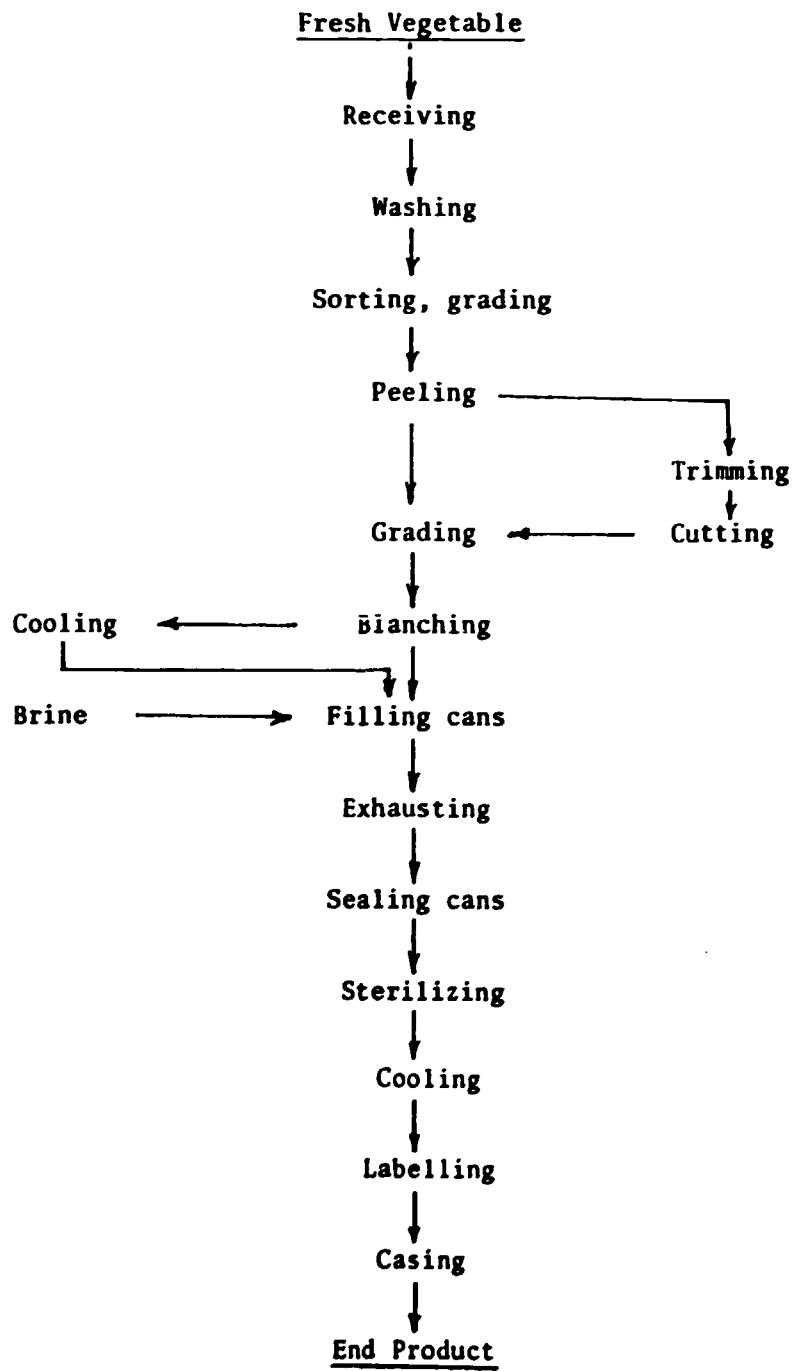 Fresh Vegetable
Receiving
Washing
Sorting, grading
Peeling
Trimming
Grading
Cutting
Cooling
Blanching
Brine
Filling cans
Exhausting
Sealing cans
Sterilizing
Cooling
Labelling
Casing
End Product